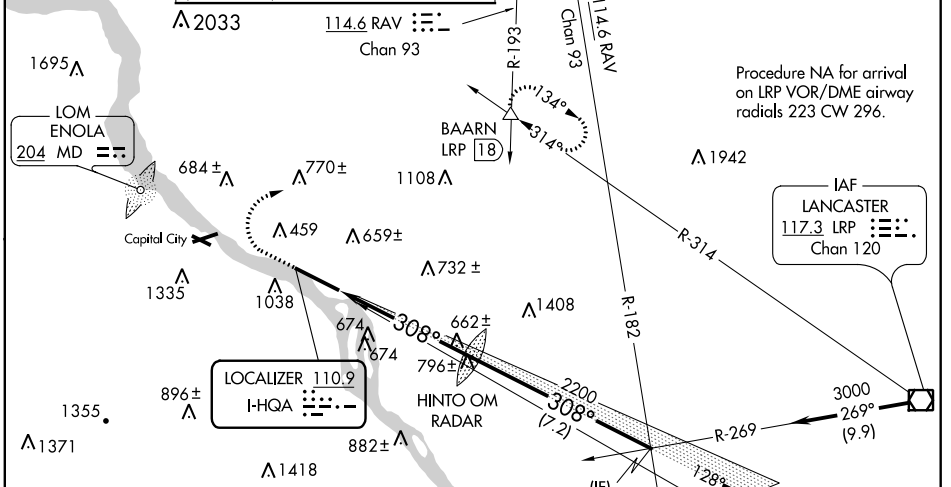 2033
114.6 RAV
Chan 93
R-193
Chan 93
114.6 RAV
1695
Procedure NA for arrival
on LRP VOR/DME airway
radials 223 CW 296.
LOM
ENOLA
204 MD
134°
314°
BAARN
LRP 18
684 ±
770±
1108
1942
IAF
LANCASTER
117.3 LRP
Chan 120
Capital City
459
659±
R-314
732 ±
1335
1038
1408
R-182
674
674
308°
662±
796±
LOCALIZER 110.9
I-HQA
HINTO OM
RADAR
2200
308°
(7.2)
3000
269°
(9.9)
R-269
896±
1355
1371
882±
1418
128°
(IF)